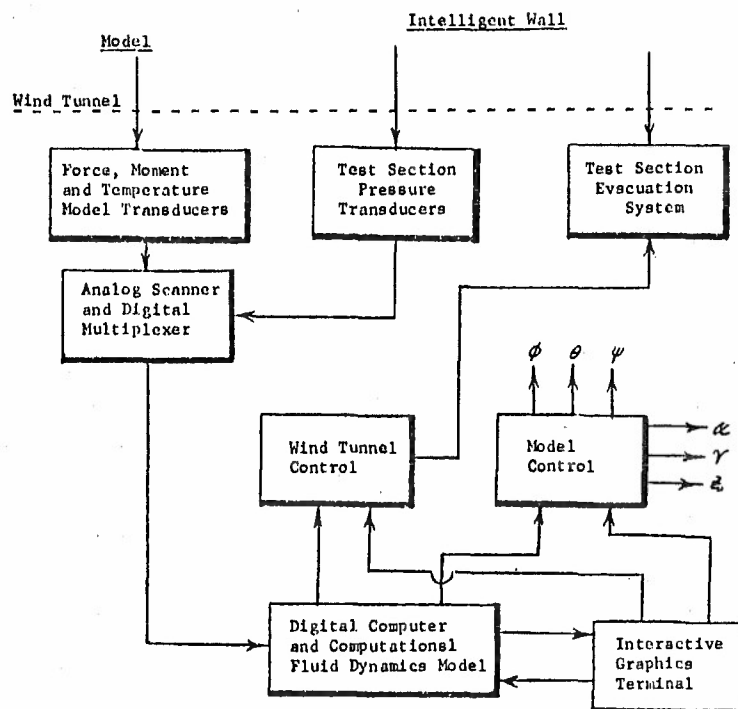 Intelligent Wall
Model
Wind Tunnel
Force, Moment
and Temperature
Model Transducers
Test Section
Pressure
Transducers
Test Section
Evacuation
System
Analog Scanner
and Digital
Multiplexer
ϕ θ ψ
Wind Tunnel
Control
Model
Control
α
γ
Digital Computer
and Computational
Fluid Dynamics Model
Interactive
Graphics
Terminal